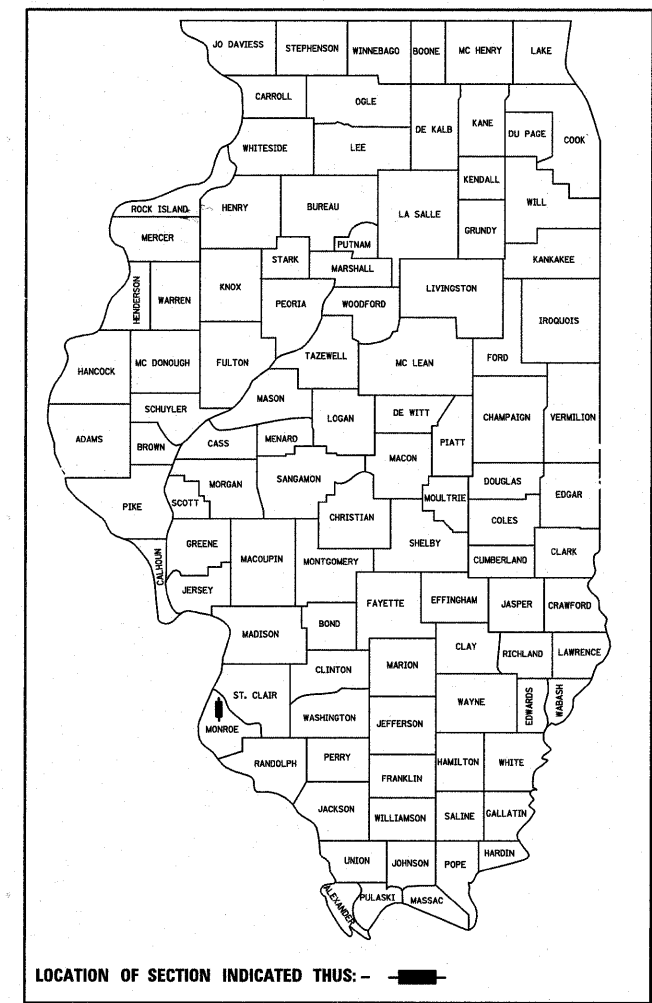 JO DAVIESS STEPHENSON WINNEBAGO BOONE MC HENRY LAKE
CARROLL OGLE DE KALB KANE DU PAGE COOK
WHITESIDE LEE
KENDALL WILL
ROCK ISLAND HENRY BUREAU LA SALLE GRUNDY
MERCER PUTNAM
STARK MARSHALL KANKAKEE
HENDERSON WARREN KNOX PEORIA WOODFORD LIVINGSTON IROQUOIS
HANCOCK MC DONOUGH FULTON TAZEWELL MC LEAN FORD
SCHUYLER MASON LOGAN DE WITT CHAMPAIGN VERMILION
ADAMS BROWN CASS MENARD PIATT
MACON
PIKE SCOTT MORGAN SANGAMON MOULTRIE DOUGLAS EDGAR
CHRISTIAN COLES
CALHOUN GREENE MACOUPIN MONTGOMERY SHELBY CUMBERLAND CLARK
JERSEY FAYETTE EFFINGHAM JASPER CRAWFORD
MADISON BOND
CLAY RICHLAND LAWRENCE
CLINTON MARION
ST. CLAIR WAYNE EDWARDS WABASH
MONROE WASHINGTON JEFFERSON
RANDOLPH PERRY HAMILTON WHITE
FRANKLIN
JACKSON WILLIAMSON SALINE GALLATIN
UNION JOHNSON POPE HARDIN
ALEXANDER PULASKI MASSAC
LOCATION OF SECTION INDICATED THUS: -